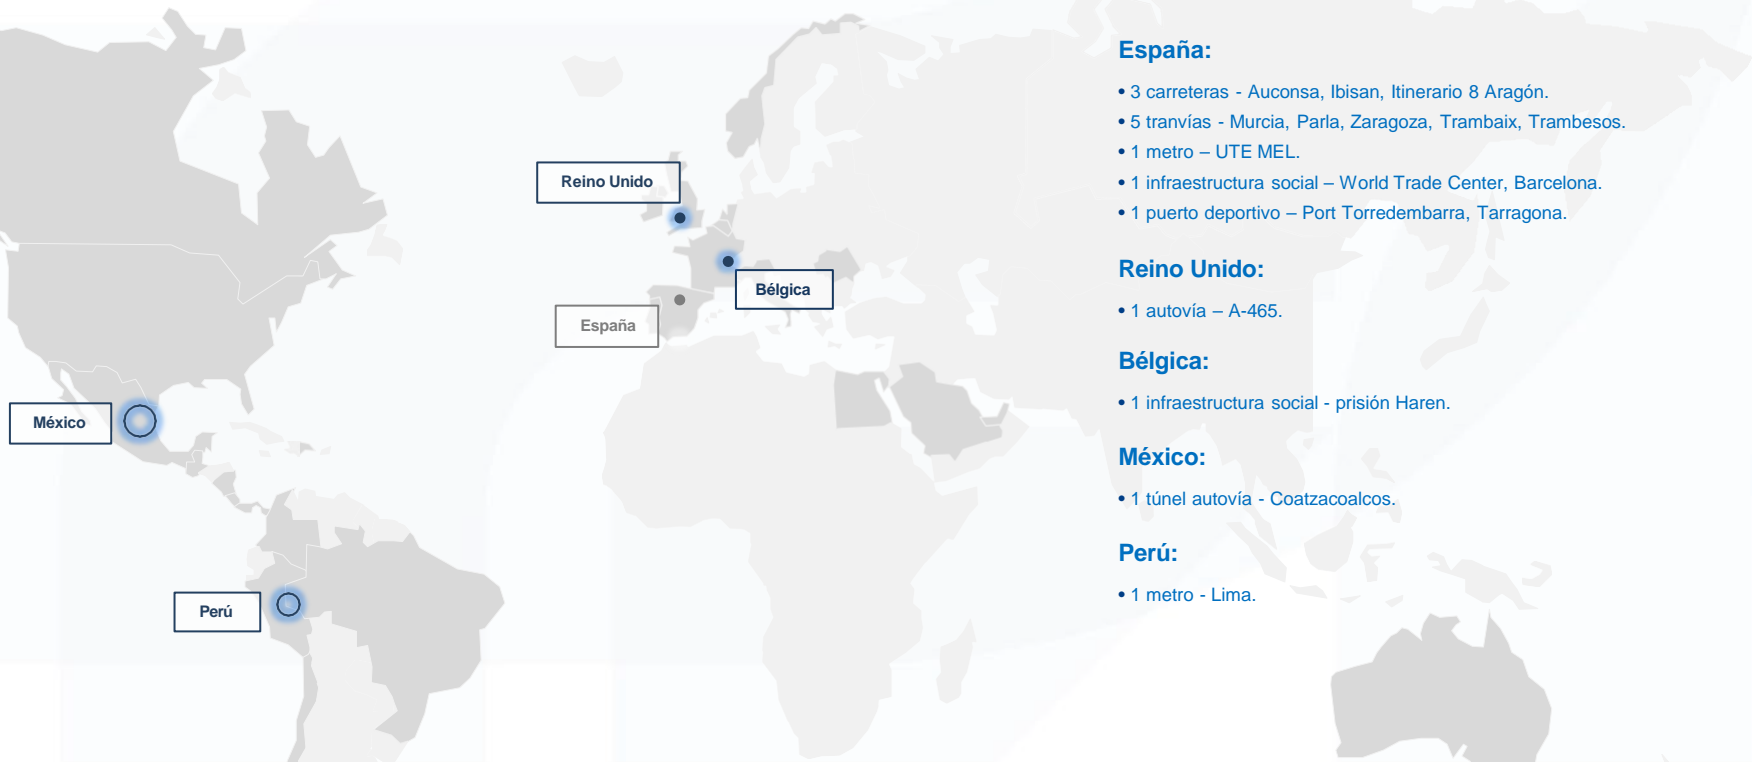 España:
• 3 carreteras - Auconsa, Ibisan, Itinerario 8 Aragón.
• 5 tranvías - Murcia, Parla, Zaragoza, Trambaix, Trambesos.
• 1 metro – UTE MEL.
• 1 infraestructura social – World Trade Center, Barcelona.
• 1 puerto deportivo – Port Torredembarra, Tarragona.
Reino Unido:
• 1 autovía – A-465.
Bélgica:
• 1 infraestructura social - prisión Haren.
México:
• 1 túnel autovía - Coatzacoalcos.
Perú:
• 1 metro - Lima.
Reino Unido
Bélgica
España
México
Perú